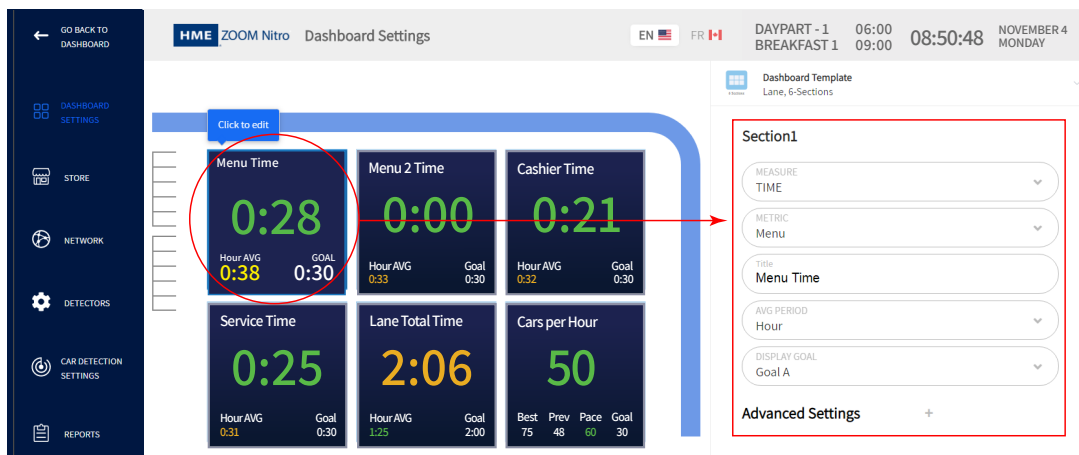 GO BACK TO
DASHBOARD
HME ZOOM Nitro Dashboard Settings
EN FR
DAYPART - 1 06:00
BREAKFAST 1 09:00
08:50:48
NOVEMBER 4
MONDAY
DASHBOARD
SETTINGS
STORE
NETWORK
DETECTORS
CAR DETECTION
SETTINGS
REPORTS
Click to edit
Menu Time
0:28
Hour AVG GOAL
0:38 0:30
Menu 2 Time
0:00
Hour AVG Goal
0:33 0:30
Cashier Time
0:21
Hour AVG Goal
0:32 0:30
Service Time
0:25
Hour AVG Goal
0:31 0:30
Lane Total Time
2:06
Hour AVG Goal
1:25 2:00
Cars per Hour
50
Best Prev Pace Goal
75 48 60 30
Dashboard Template
Lane, 6-Sections
Section1
MEASURE
TIME
METRIC
Menu
Title
Menu Time
AVG PERIOD
Hour
DISPLAY GOAL
Goal A
Advanced Settings +